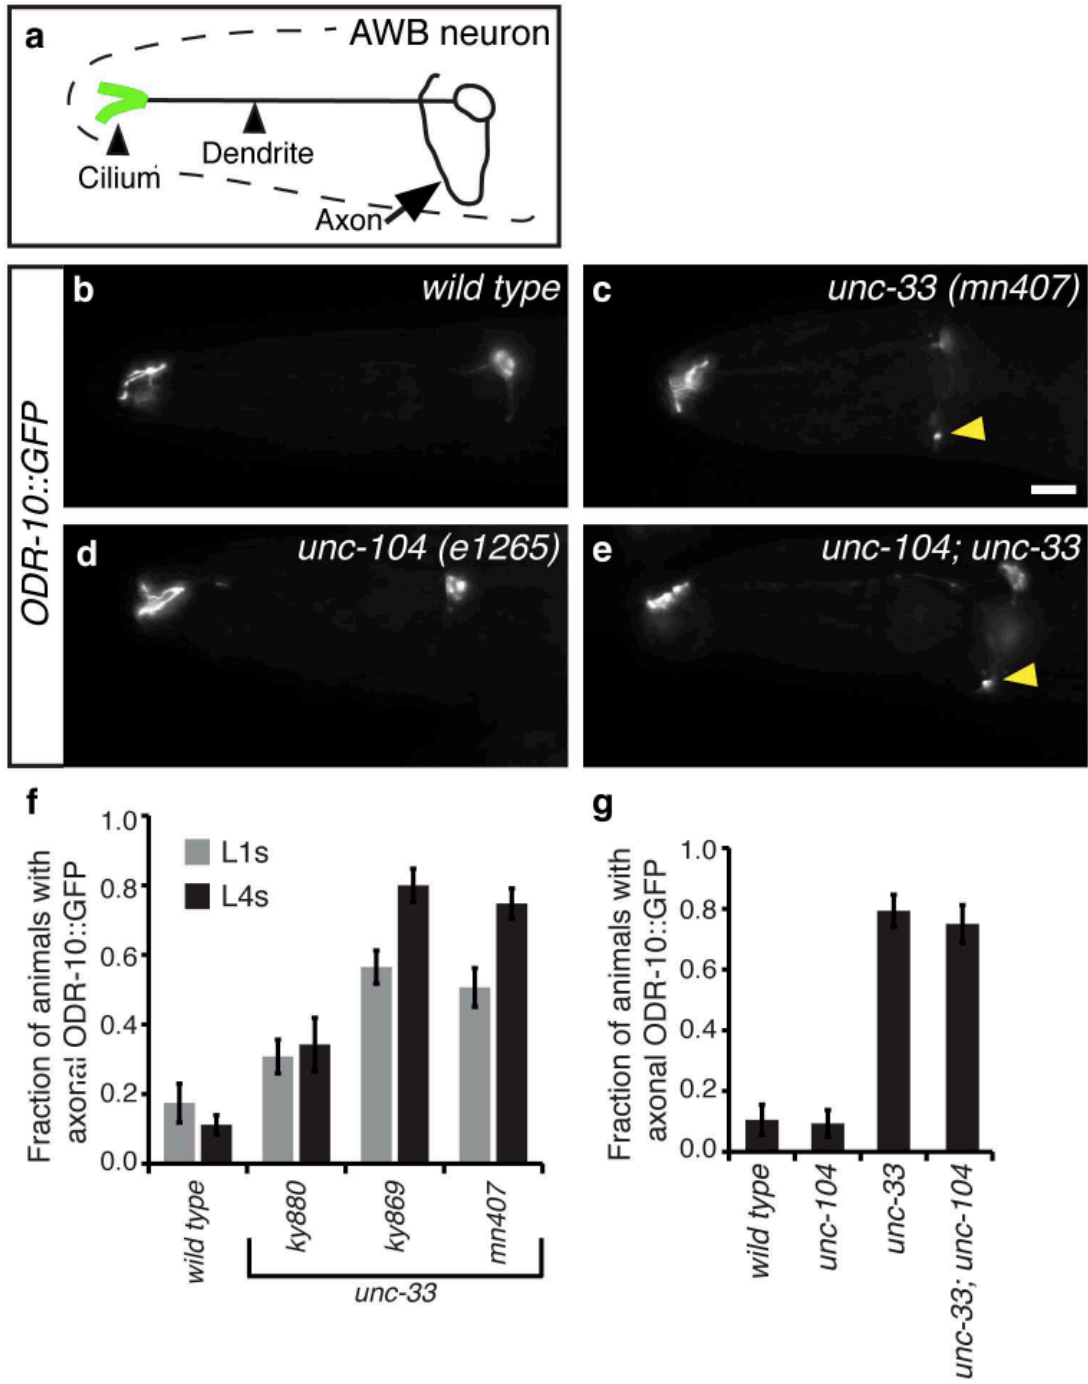 a
AWB neuron
Dendrite
Cilium
Axon
ODR-10::GFP
b
wild type
c
unc-33 (mn407)
d
unc-104 (e1265)
e
unc-104; unc-33
f
Fraction of animals with
axonal ODR-10::GFP
1.0
0.8
0.6
0.4
0.2
0.0
L1s
L4s
wild type
ky880
ky869
mn407
unc-33
g
Fraction of animals with
axonal ODR-10::GFP
1.0
0.8
0.6
0.4
0.2
0.0
wild type
unc-104
unc-33
unc-33; unc-104